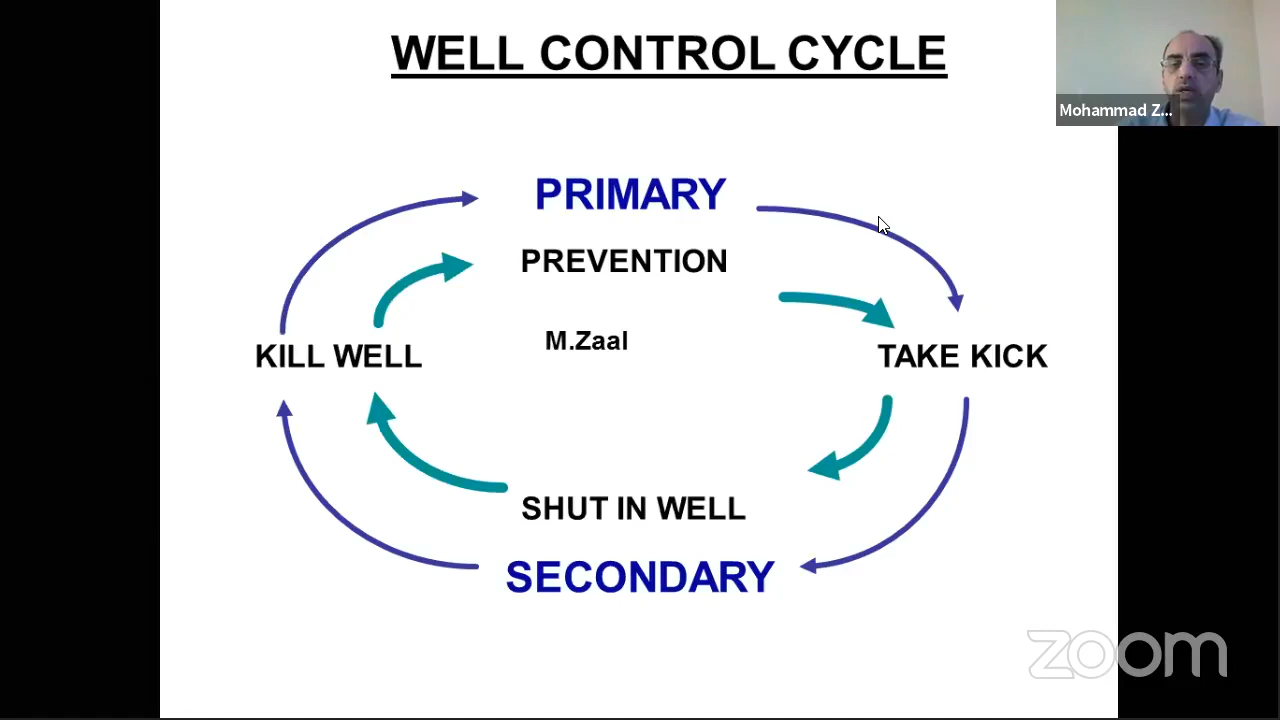 WELL CONTROL CYCLE
Mohammad Z...
PRIMARY
PREVENTION
M.Zaal
KILL WELL
TAKE KICK
SHUT IN WELL
SECONDARY
zoom